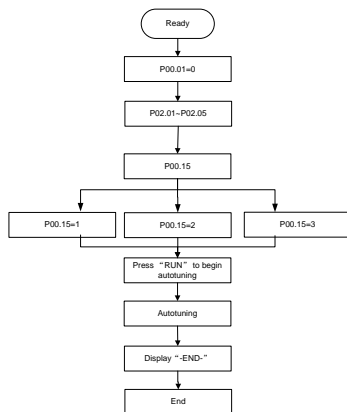 Ready
P00.01=0
P02.01~P02.05
P00.15
P00.15=1
P00.15=2
P00.15=3
Press “RUN” to begin
autotuning
Autotuning
Display “-END-”
End